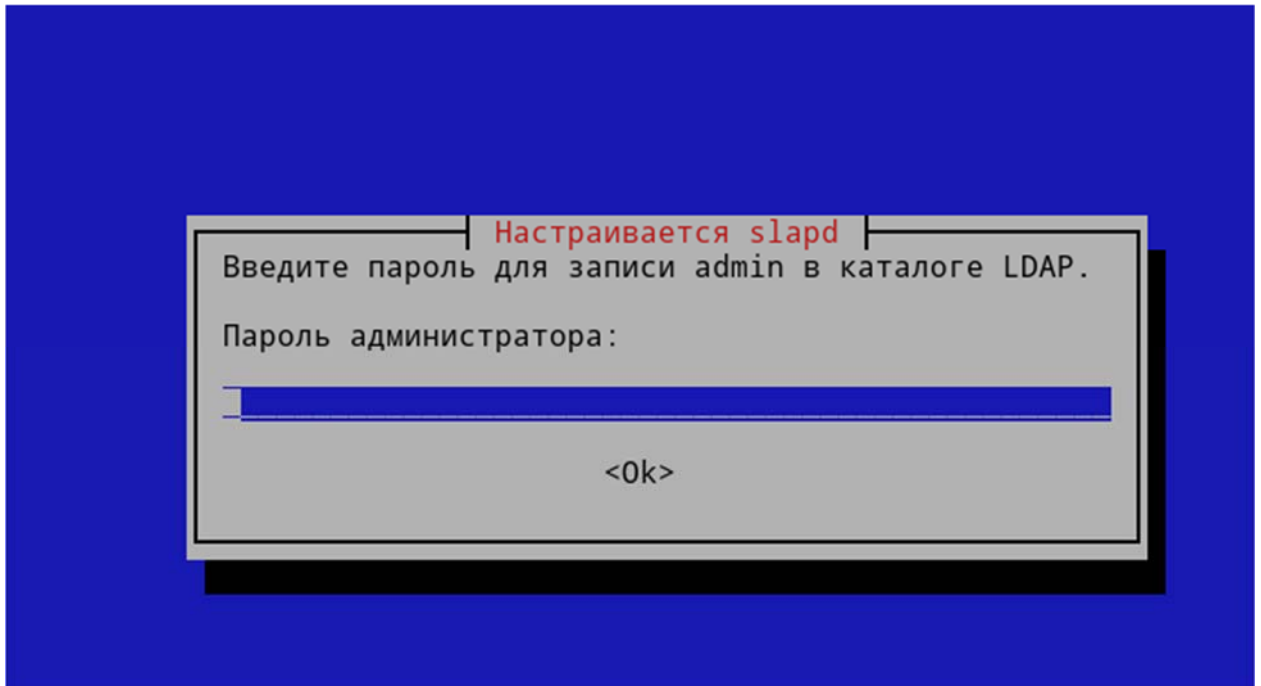 Настраивается slapd
Введите пароль для записи admin в каталоге LDAP.
Пароль администратора:
<Ok>